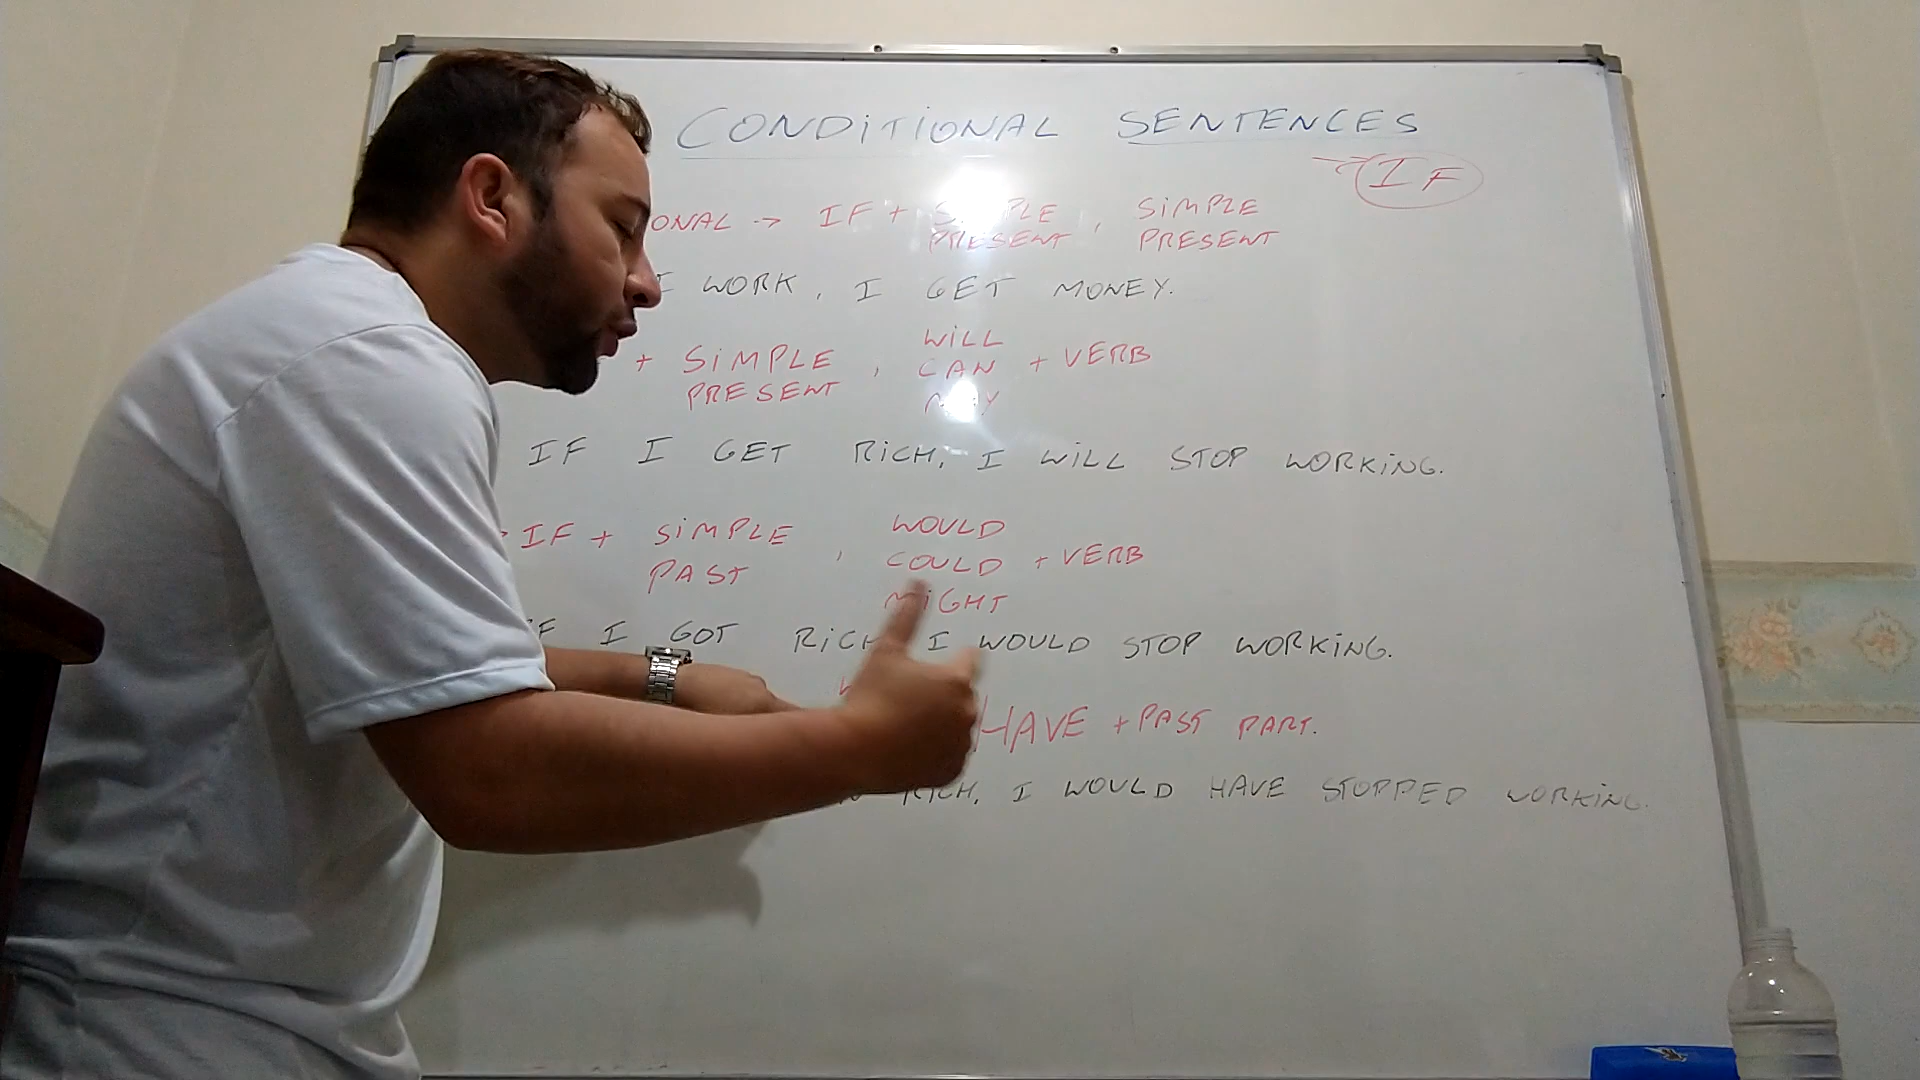 CONDITIONAL SENTENCES
IF
ONAL → IF + SIMPLE PRESENT, SIMPLE PRESENT
I WORK, I GET MONEY.
+ SIMPLE PRESENT, WILL CAN MAY + VERB
IF I GET RICH, I WILL STOP WORKING.
IF + SIMPLE PAST, WOULD COULD MIGHT + VERB
IF I GOT RICH, I WOULD STOP WORKING.
HAVE + PAST PART.
RICH, I WOULD HAVE STOPPED WORKING.